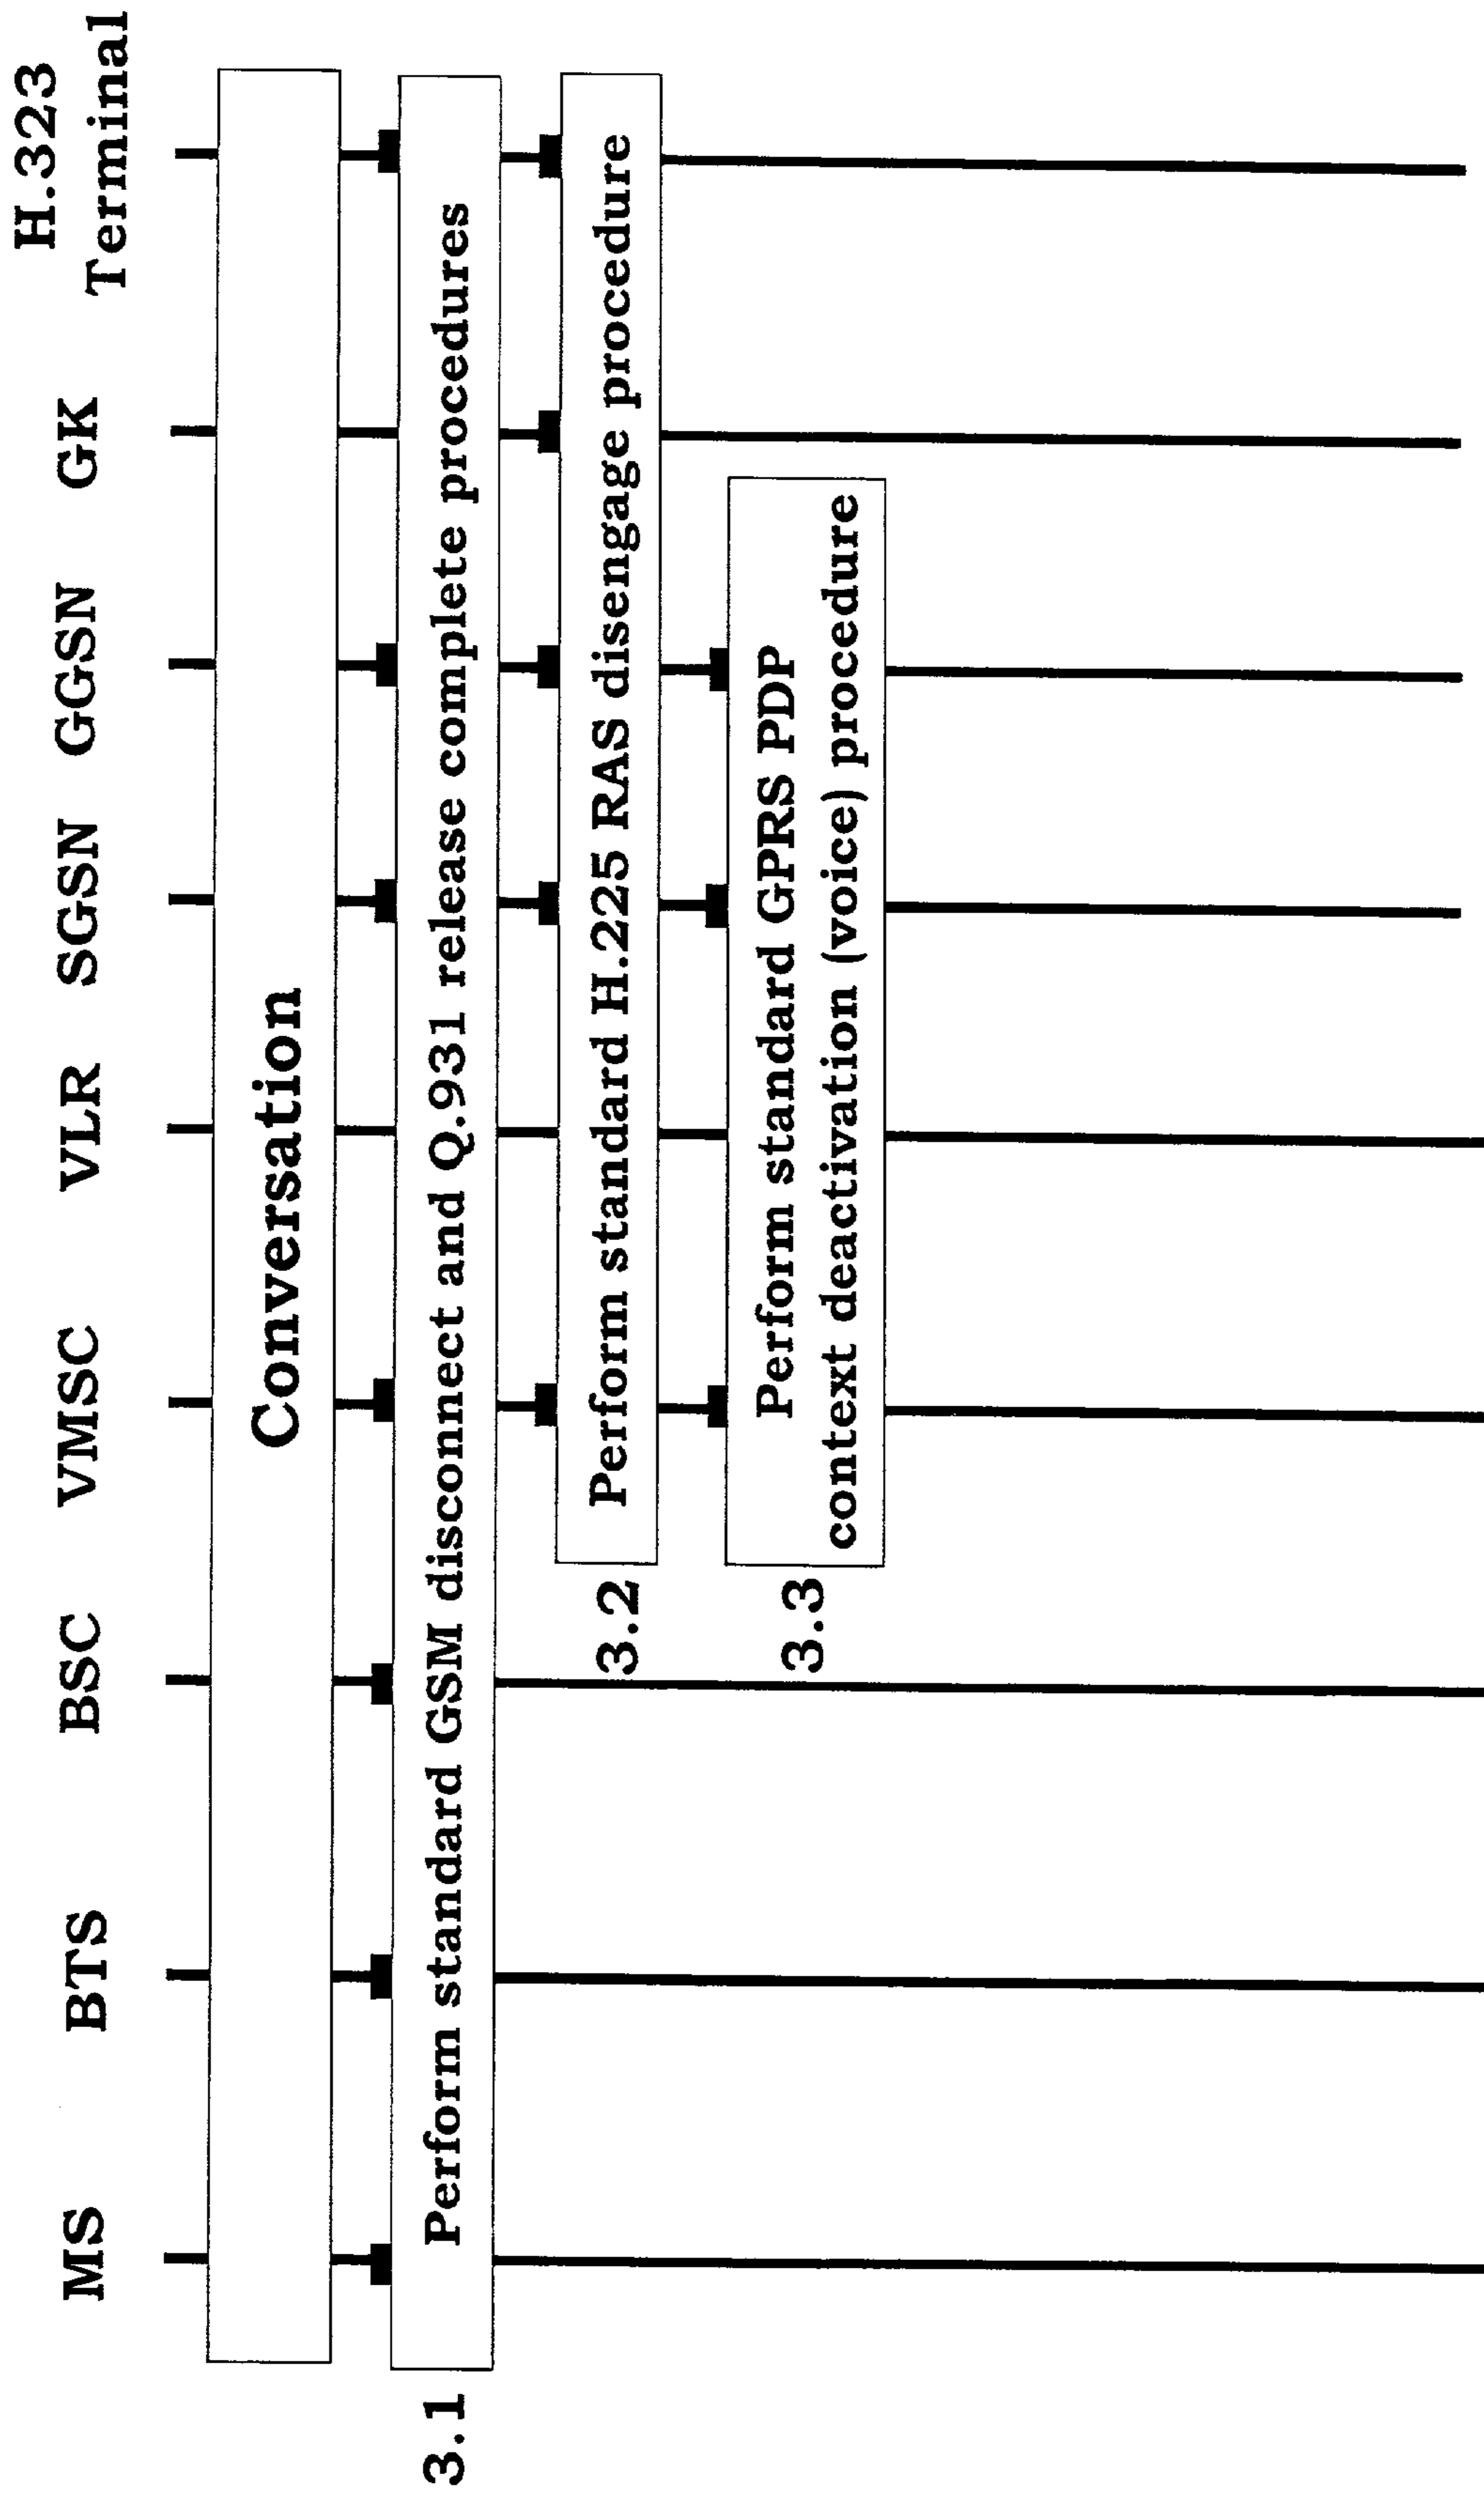 MS BTS BSC VMSC VLR SGSN GGSN GK H.323
Terminal
Conversation
3.1 Perform standard GSM disconnect and Q.931 release complete procedures
3.2 Perform standard H.225 RAS disengage procedure
3.3 Perform standard GPRS PDP
context deactivation (voice) procedure